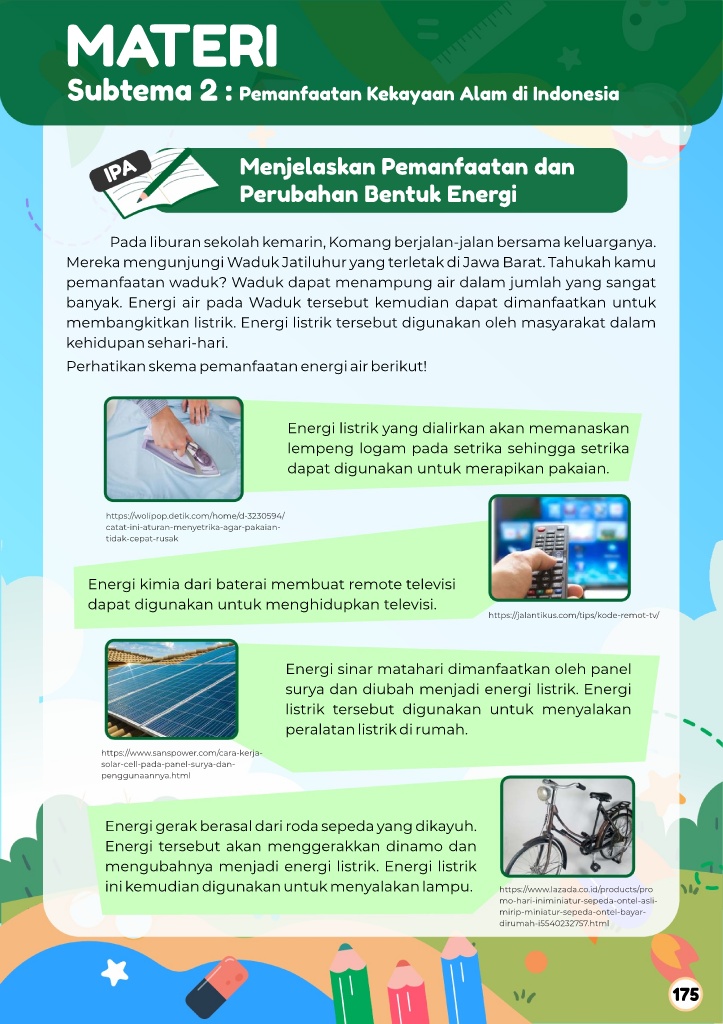 MATERI
Subtema 2 : Pemanfaatan Kekayaan Alam di Indonesia
IPA
Menjelaskan Pemanfaatan dan
Perubahan Bentuk Energi
Pada liburan sekolah kemarin, Komang berjalan-jalan bersama keluarganya.
Mereka mengunjungi Waduk Jatiluhur yang terletak di Jawa Barat. Tahukah kamu
pemanfaatan waduk? Waduk dapat menampung air dalam jumlah yang sangat
banyak. Energi air pada Waduk tersebut kemudian dapat dimanfaatkan untuk
membangkitkan listrik. Energi listrik tersebut digunakan oleh masyarakat dalam
kehidupan sehari-hari.
Perhatikan skema pemanfaatan energi air berikut!
Energi listrik yang dialirkan akan memanaskan
lempeng logam pada setrika sehingga setrika
dapat digunakan untuk merapikan pakaian.
https://wolipop.detik.com/home/d-3230594/
catat-ini-aturan-menyetrika-agar-pakaian-
tidak-cepat-rusak
Energi kimia dari baterai membuat remote televisi
dapat digunakan untuk menghidupkan televisi.
https://jalantikus.com/tips/kode-remot-tv/
Energi sinar matahari dimanfaatkan oleh panel
surya dan diubah menjadi energi listrik. Energi
listrik tersebut digunakan untuk menyalakan
peralatan listrik di rumah.
https://www.sanspower.com/cara-kerja-
solar-cell-pada-panel-surya-dan-
penggunaannya.html
Energi gerak berasal dari roda sepeda yang dikayuh.
Energi tersebut akan menggerakkan dinamo dan
mengubahnya menjadi energi listrik. Energi listrik
ini kemudian digunakan untuk menyalakan lampu.
https://www.lazada.co.id/products/pro
mo-hari-iniminiatur-sepeda-ontel-asli-
mirip-miniatur-sepeda-ontel-bayar-
dirumah-i5540232757.html
175